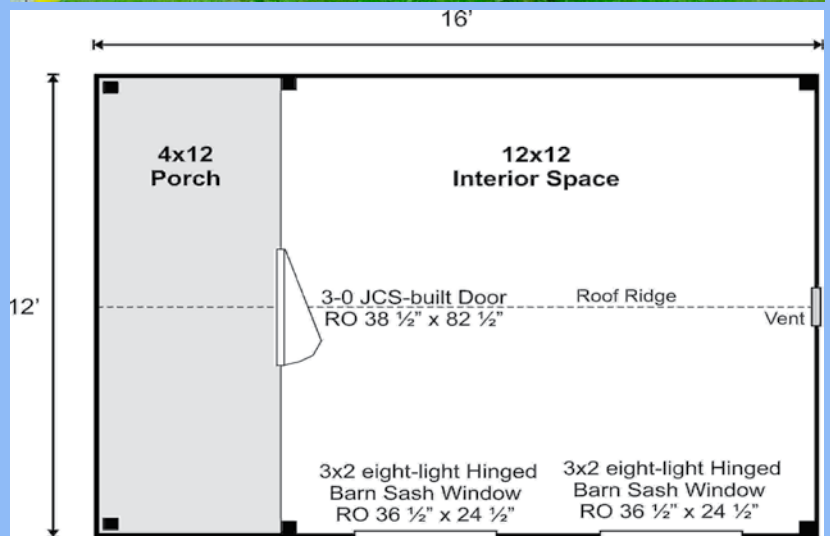 16’
4x12
Porch
12x12
Interior Space
12’
3-0 JCS-built Door
RO 38 ½” x 82 ½”
Roof Ridge
Vent
3x2 eight-light Hinged
Barn Sash Window
RO 36 ½” x 24 ½”
3x2 eight-light Hinged
Barn Sash Window
RO 36 ½” x 24 ½”